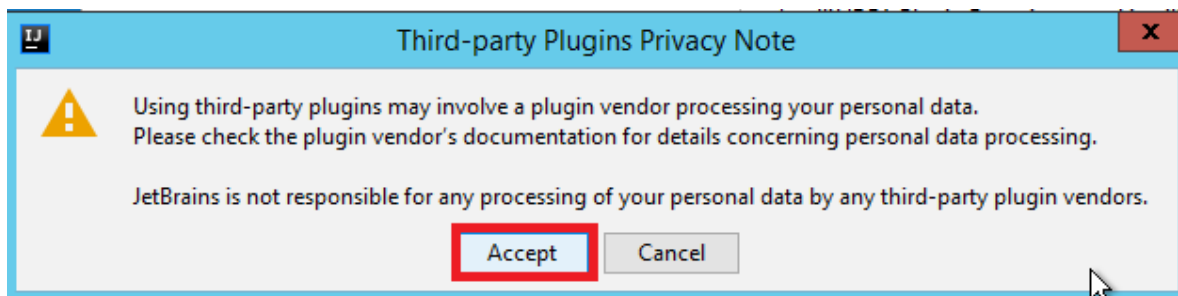 IJ
Third-party Plugins Privacy Note
x
Using third-party plugins may involve a plugin vendor processing your personal data.
Please check the plugin vendor's documentation for details concerning personal data processing.
JetBrains is not responsible for any processing of your personal data by any third-party plugin vendors.
Accept Cancel